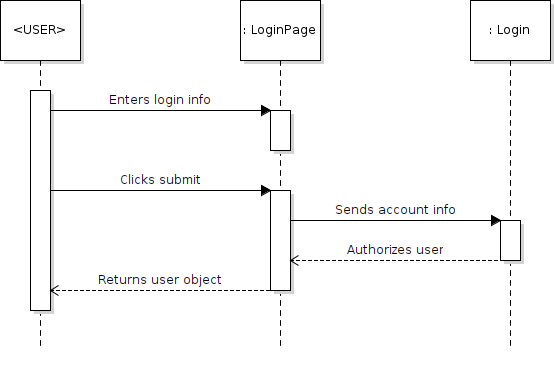 <USER>
: LoginPage
: Login
Enters login info
Clicks submit
Sends account info
Authorizes user
Returns user object